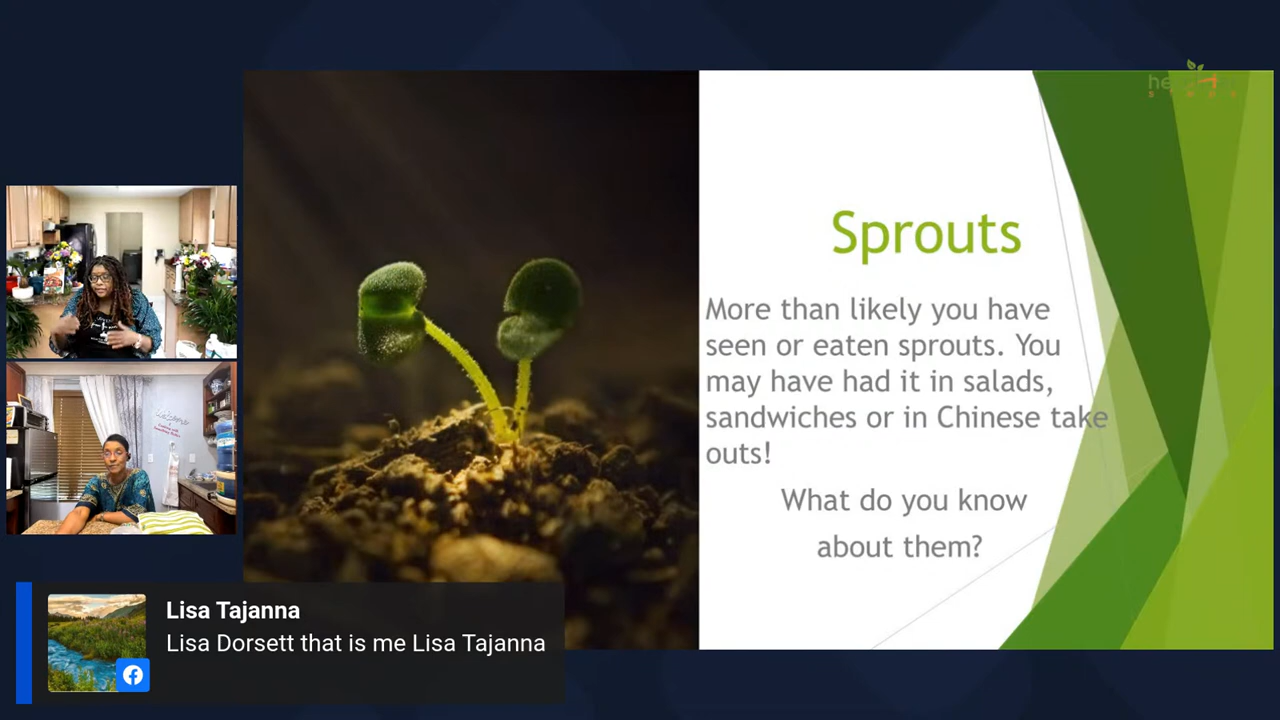 Sprouts
More than likely you have
seen or eaten sprouts. You
may have had it in salads,
sandwiches or in Chinese take
outs!
What do you know
about them?
Lisa Tajanna
Lisa Dorsett that is me Lisa Tajanna